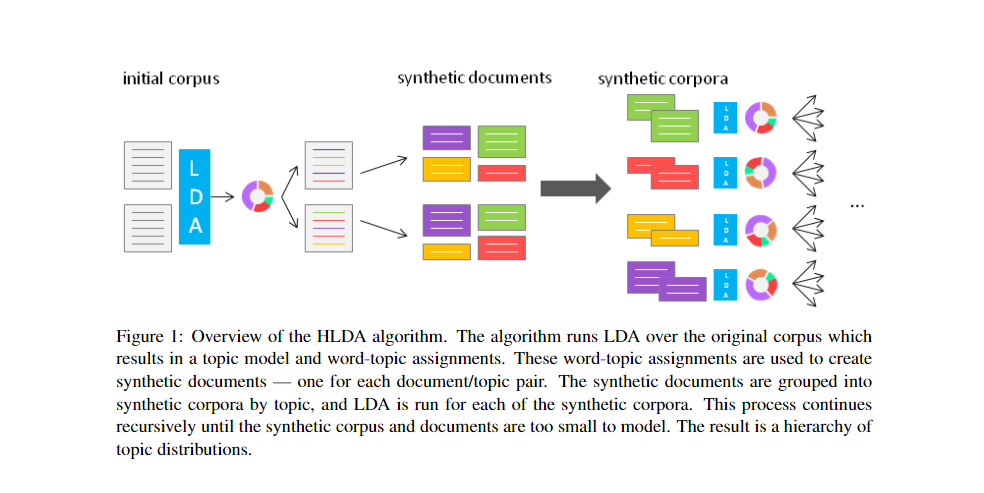 initial corpus
synthetic documents
synthetic corpora
L
D
A
L
D
A
L
D
A
L
D
A
L
D
A
...
Figure 1: Overview of the HLDA algorithm. The algorithm runs LDA over the original corpus which
results in a topic model and word-topic assignments. These word-topic assignments are used to create
synthetic documents — one for each document/topic pair. The synthetic documents are grouped into
synthetic corpora by topic, and LDA is run for each of the synthetic corpora. This process continues
recursively until the synthetic corpus and documents are too small to model. The result is a hierarchy of
topic distributions.